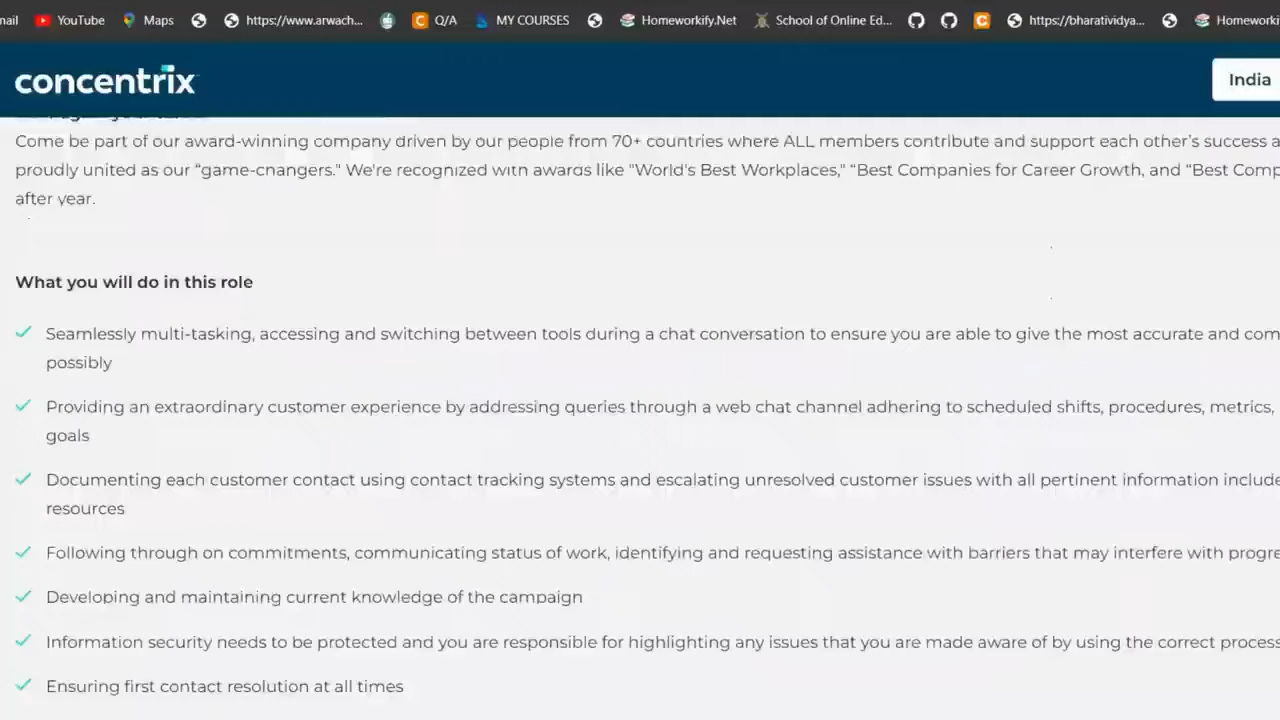 mail YouTube Maps https://www.arwach... Q/A MY COURSES Homeworkify.Net School of Online Ed... https://bharatividya... Homeworki
concentrix India
Come be part of our award-winning company driven by our people from 70+ countries where ALL members contribute and support each other's success a
proudly united as our “game-changers." We're recognized with awards like "World's Best Workplaces," “Best Companies for Career Growth, and “Best Comp
after year.
What you will do in this role
Seamlessly multi-tasking, accessing and switching between tools during a chat conversation to ensure you are able to give the most accurate and com
possibly
Providing an extraordinary customer experience by addressing queries through a web chat channel adhering to scheduled shifts, procedures, metrics,
goals
Documenting each customer contact using contact tracking systems and escalating unresolved customer issues with all pertinent information include
resources
Following through on commitments, communicating status of work, identifying and requesting assistance with barriers that may interfere with progre
Developing and maintaining current knowledge of the campaign
Information security needs to be protected and you are responsible for highlighting any issues that you are made aware of by using the correct process
Ensuring first contact resolution at all times